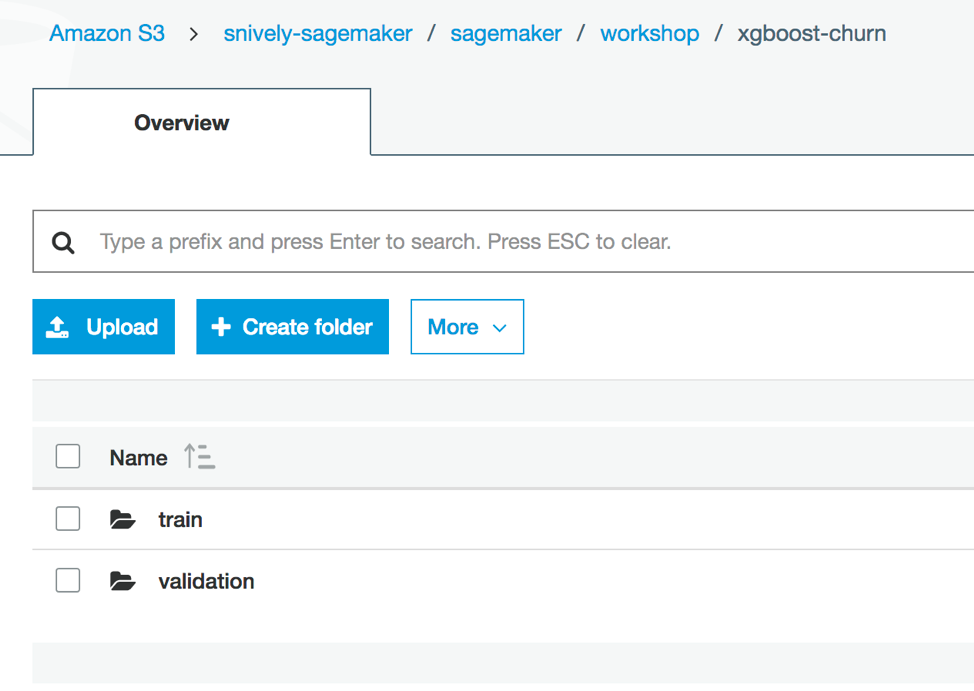 Amazon S3 > snively-sagemaker / sagemaker / workshop / xgboost-churn
Overview
Type a prefix and press Enter to search. Press ESC to clear.
Upload Create folder More
Name
train
validation